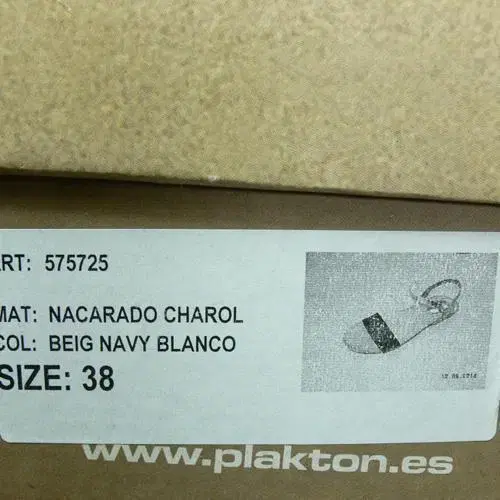 ART: 575725
MAT: NACARADO CHAROL
COL: BEIG NAVY BLANCO
SIZE: 38
www.plakton.es